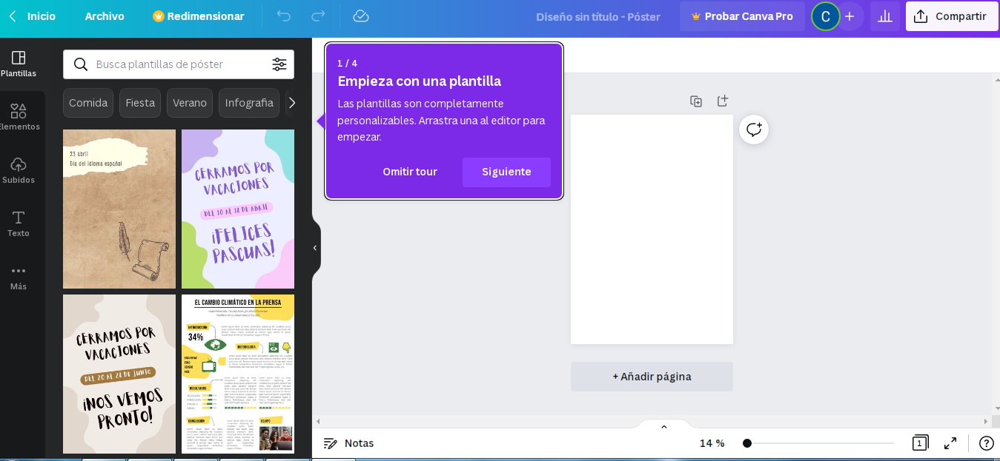 Inicio
Archivo
Redimensionar
Diseño sin título - Póster
Probar Canva Pro
C
+
Compartir
Plantillas
Elementos
Subidos
Texto
Más
Busca plantillas de póster
Comida
Fiesta
Verano
Infografia
23 abril
Día del idioma español
CERRAMOS POR
VACACIONES
DEL 10 AL 18 DE ABRIL
¡FELICES
PASCUAS!
CERRAMOS POR
VACACIONES
DEL 20 AL 28 DE JUNIO
¡NOS VEMOS
PRONTO!
EL CAMBIO CLIMÁTICO EN LA PRENSA
INTRODUCCIÓN
34%
METODOLOGÍA
RESULTADOS
CONCLUSIÓN
EQUIPO
1 / 4
Empieza con una plantilla
Las plantillas son completamente
personalizables. Arrastra una al editor para
empezar.
Omitir tour
Siguiente
+ Añadir página
Notas
14 %
1
?